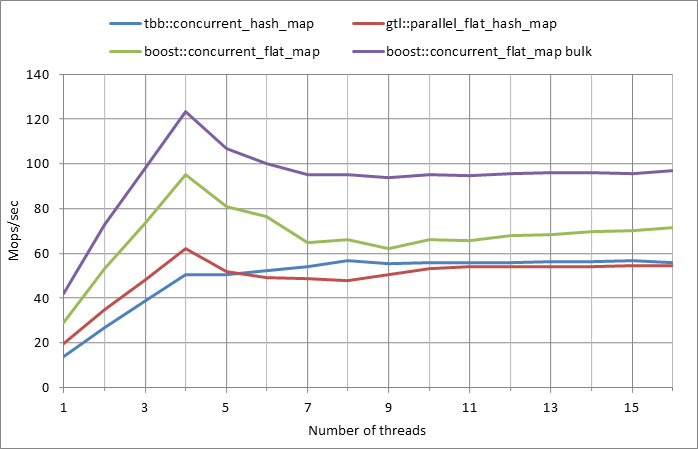 tbb::concurrent_hash_map gtl::parallel_flat_hash_map
boost::concurrent_flat_map boost::concurrent_flat_map bulk
140
120
100
80
60
40
20
0
Mops/sec
1 3 5 7 9 11 13 15
Number of threads